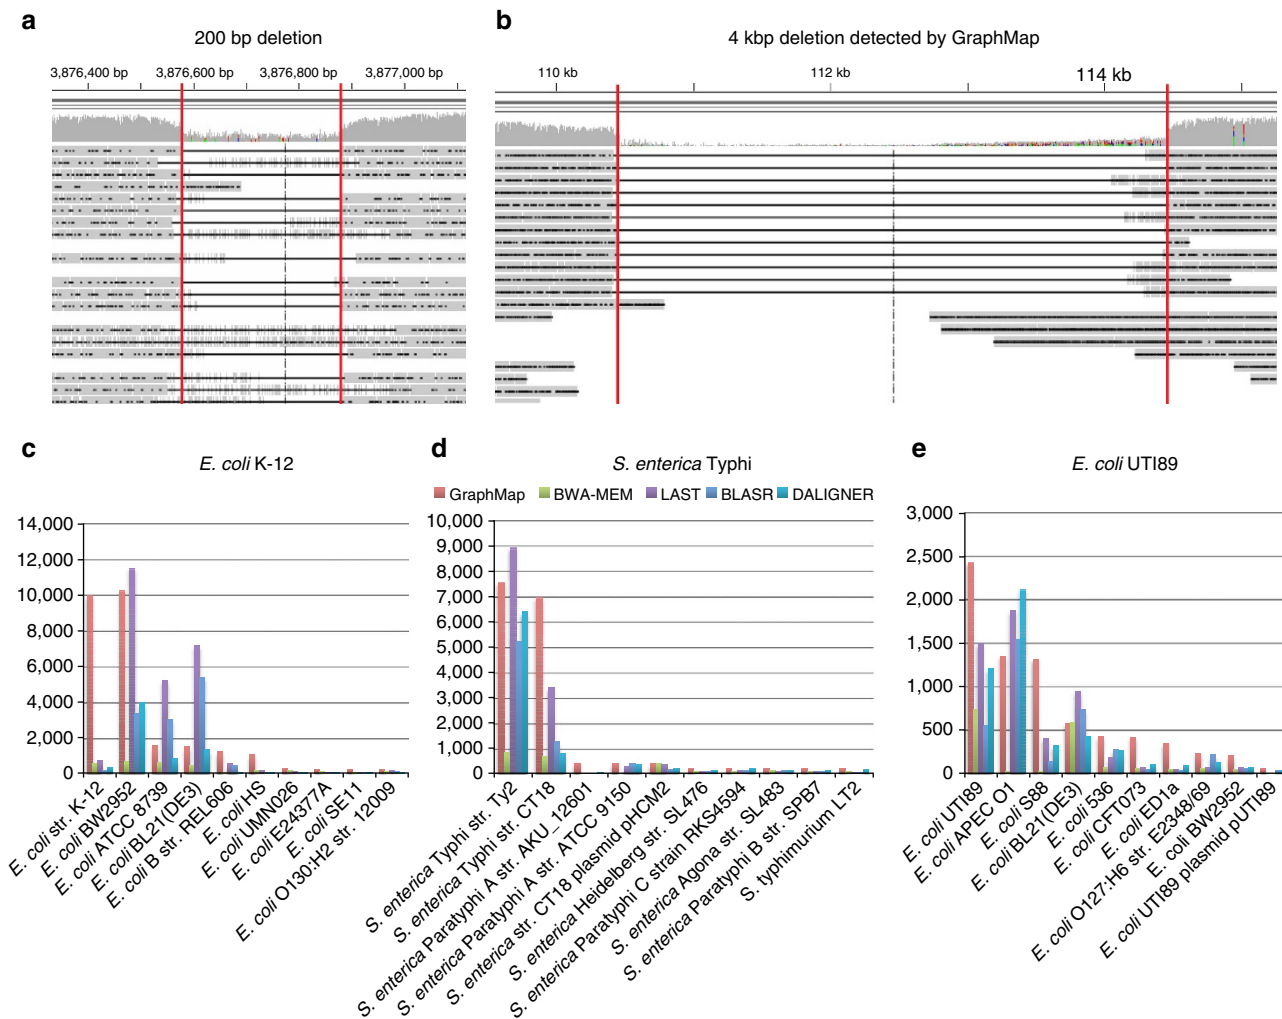 a
200 bp deletion
3,876,400 bp 3,876,600 bp 3,876,800 bp 3,877,000 bp
b
4 kbp deletion detected by GraphMap
110 kb 112 kb 114 kb
c
E. coli K-12
14,000
12,000
10,000
8,000
6,000
4,000
2,000
0
E. coli str. K-12
E. coli BW2952
E. coli ATCC 8739
E. coli BL21(DE3)
E. coli B str. REL606
E. coli HS
E. coli UMN026
E. coli E24377A
E. coli SE11
E. coli O130:H2 str. 12009
d
S. enterica Typhi
GraphMap BWA-MEM LAST BLASR DALIGNER
10,000
9,000
8,000
7,000
6,000
5,000
4,000
3,000
2,000
1,000
0
S. enterica Typhi str. Ty2
S. enterica Typhi str. CT18
S. enterica Paratyphi A str. AKU_12601
S. enterica Paratyphi A str. ATCC 9150
S. enterica str. CT18 plasmid pHCM2
S. enterica Heidelberg str. SL476
S. enterica Paratyphi C strain RKS4594
S. enterica Agona str. SL483
S. enterica Paratyphi B str. SPB7
S. typhimurium LT2
e
E. coli UTI89
3,000
2,500
2,000
1,500
1,000
500
0
E. coli UTI89
E. coli APEC O1
E. coli S88
E. coli BL21(DE3)
E. coli 536
E. coli CFT073
E. coli ED1a
E. coli O127:H6 str. E2348/69
E. coli BW2952
E. coli UTI89 plasmid pUTI89